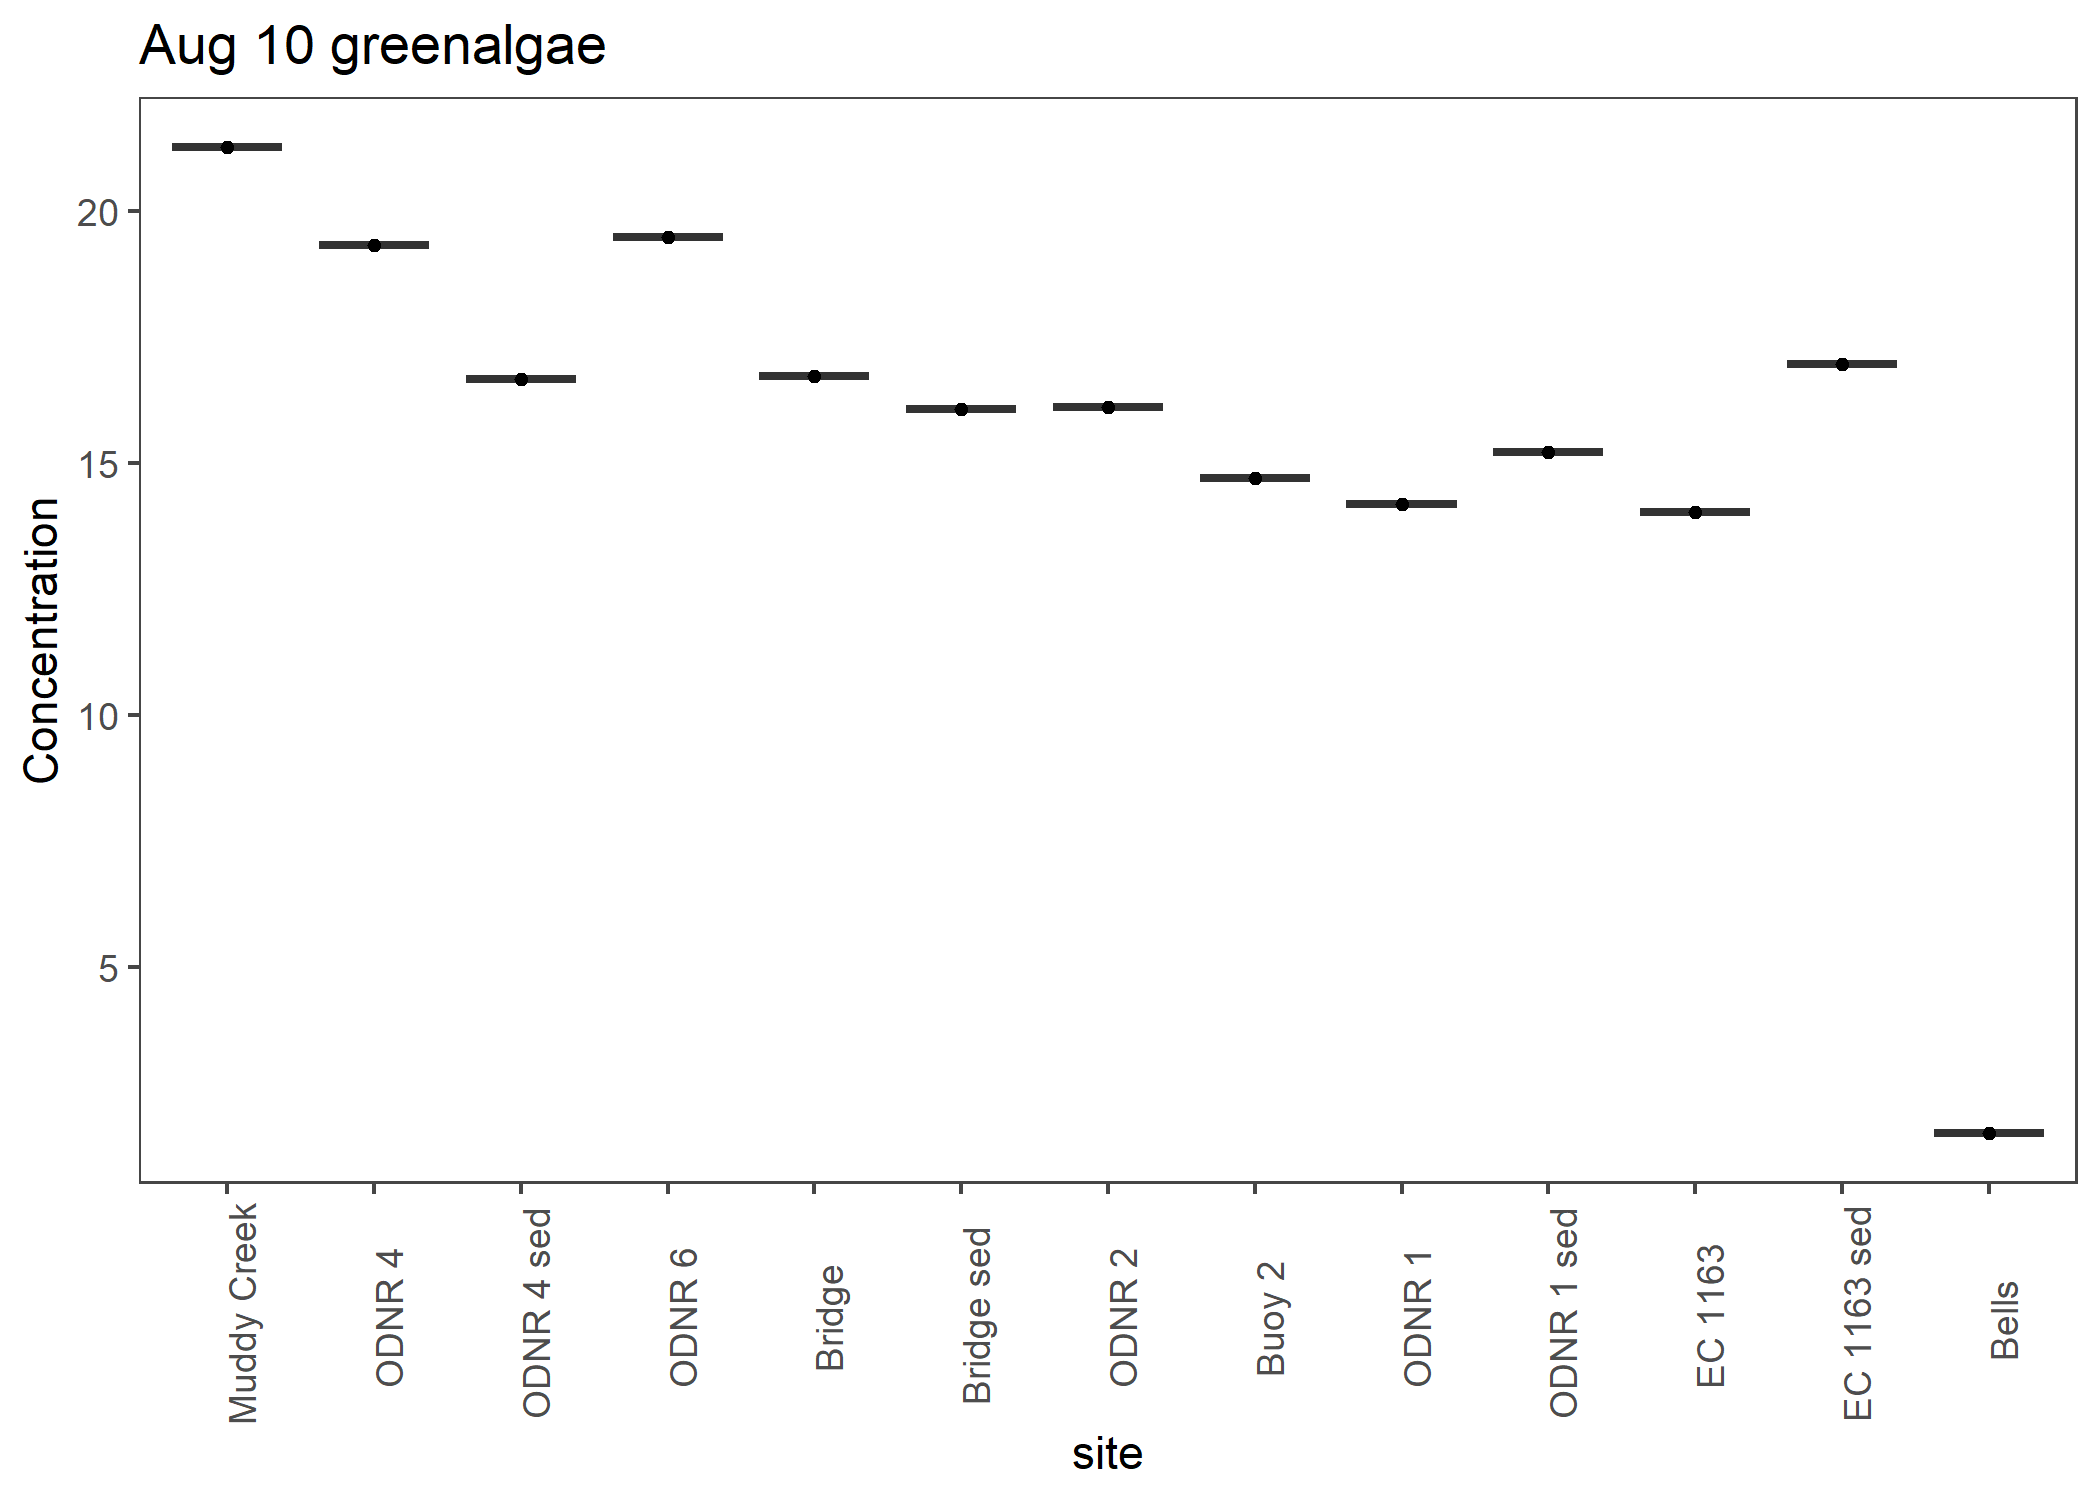 Aug 10 greenalgae
Concentration
20
15
10
5
Muddy Creek
ODNR 4
ODNR 4 sed
ODNR 6
Bridge
Bridge sed
ODNR 2
Buoy 2
ODNR 1
ODNR 1 sed
EC 1163
EC 1163 sed
Bells
site